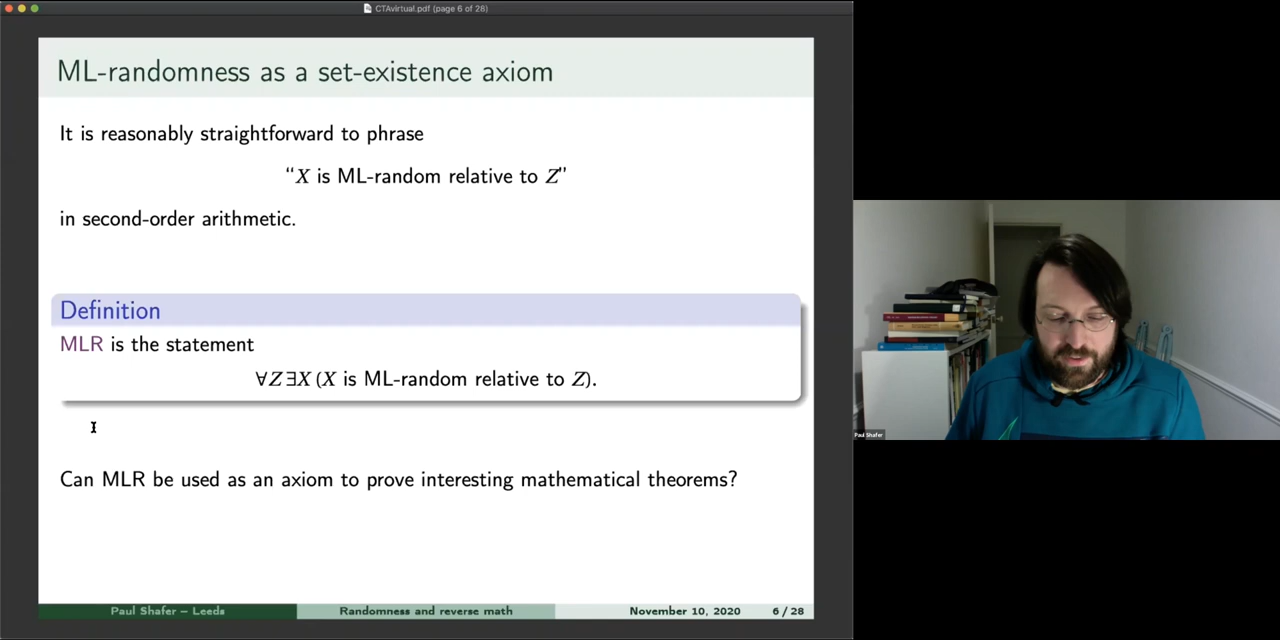 CTAvirtual.pdf (page 6 of 28)
ML-randomness as a set-existence axiom
It is reasonably straightforward to phrase
“X is ML-random relative to Z”
in second-order arithmetic.
Definition
MLR is the statement
∀Z ∃X (X is ML-random relative to Z).
Can MLR be used as an axiom to prove interesting mathematical theorems?
Paul Shafer – Leeds Randomness and reverse math November 10, 2020 6 / 28
Paul Shafer